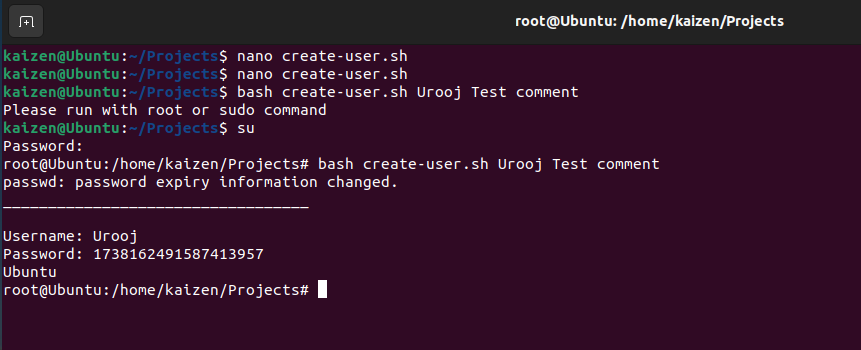 root@Ubuntu: /home/kaizen/Projects
kaizen@Ubuntu:~/Projects$ nano create-user.sh
kaizen@Ubuntu:~/Projects$ nano create-user.sh
kaizen@Ubuntu:~/Projects$ bash create-user.sh Urooj Test comment
Please run with root or sudo command
kaizen@Ubuntu:~/Projects$ su
Password:
root@Ubuntu:/home/kaizen/Projects# bash create-user.sh Urooj Test comment
passwd: password expiry information changed.
__________________________________
Username: Urooj
Password: 1738162491587413957
Ubuntu
root@Ubuntu:/home/kaizen/Projects#